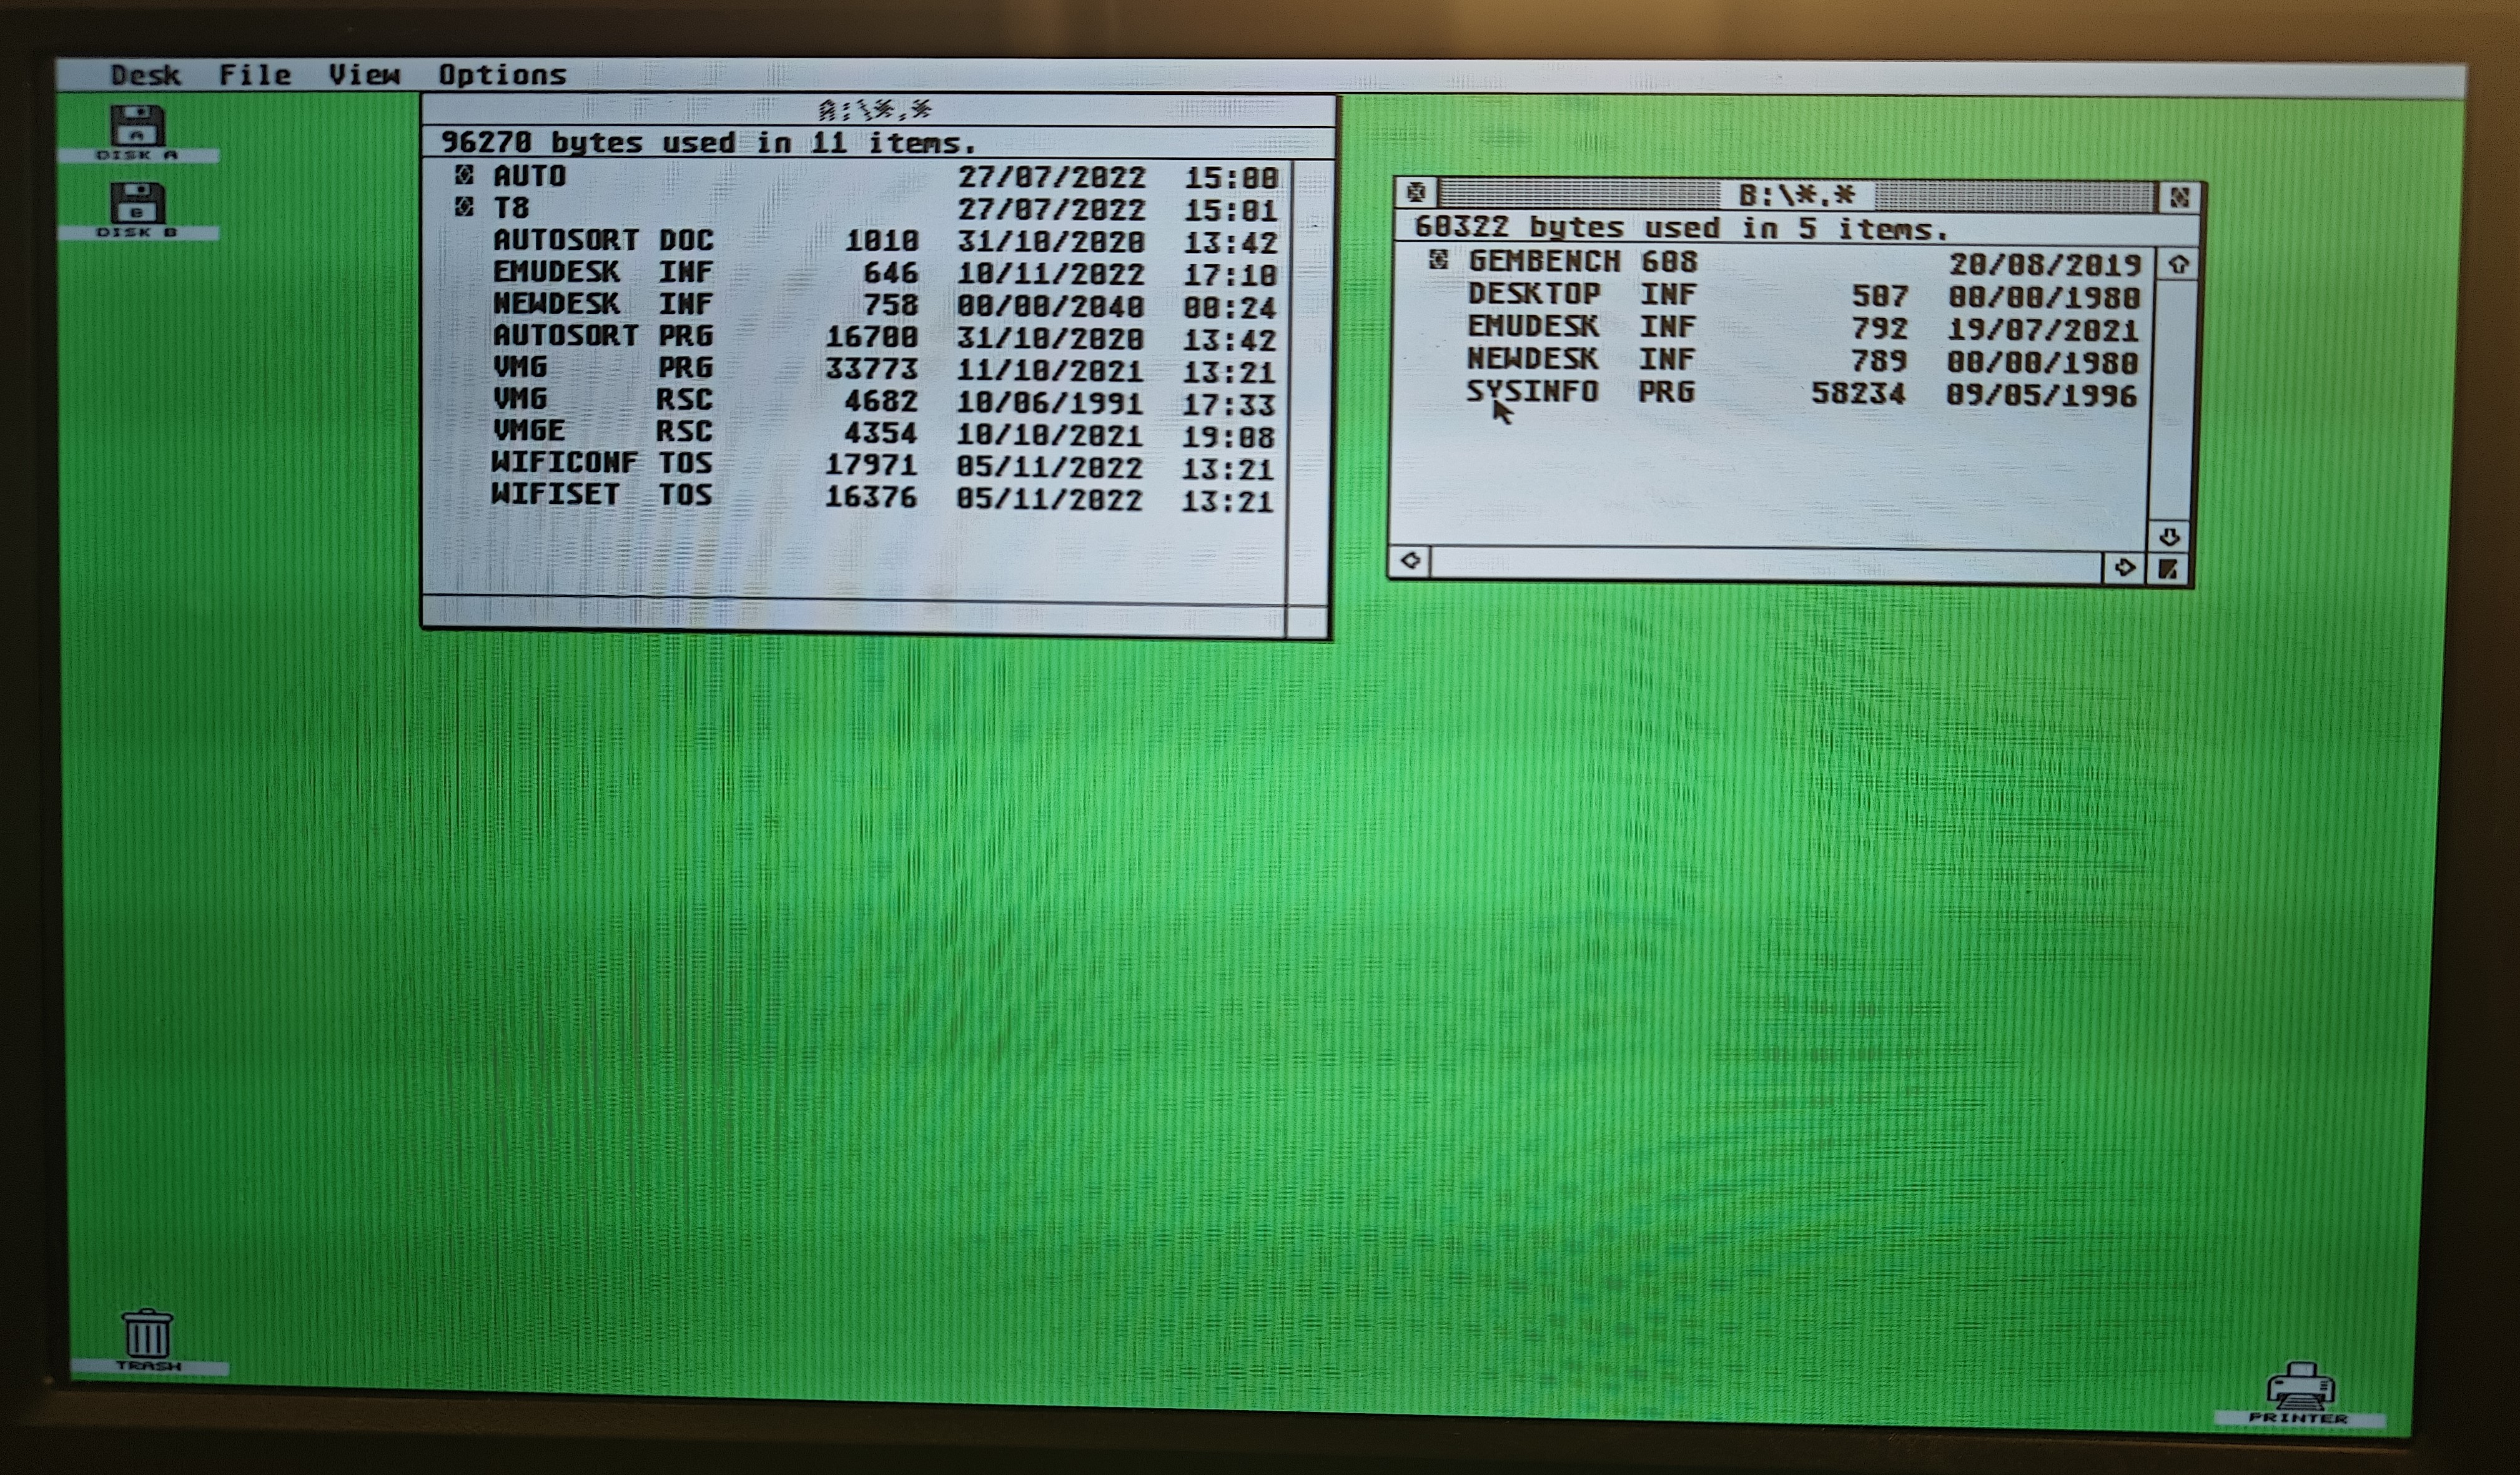 Desk File View Options
A
DISK A
B
DISK B
A:\*.*
96270 bytes used in 11 items.
AUTO 27/07/2022 15:00
T8 27/07/2022 15:01
AUTOSORT DOC 1010 31/10/2020 13:42
EMUDESK INF 646 10/11/2022 17:10
NEWDESK INF 758 00/00/2040 00:24
AUTOSORT PRG 16700 31/10/2020 13:42
VMG PRG 33773 11/10/2021 13:21
VMG RSC 4682 10/06/1991 17:33
VMGE RSC 4354 10/10/2021 19:08
WIFICONF TOS 17971 05/11/2022 13:21
WIFISET TOS 16376 05/11/2022 13:21
B:\*.*
60322 bytes used in 5 items.
GEMBENCH 608 20/08/2019
DESKTOP INF 507 00/00/1980
EMUDESK INF 792 19/07/2021
NEWDESK INF 789 00/00/1980
SYSINFO PRG 58234 09/05/1996
TRASH
PRINTER